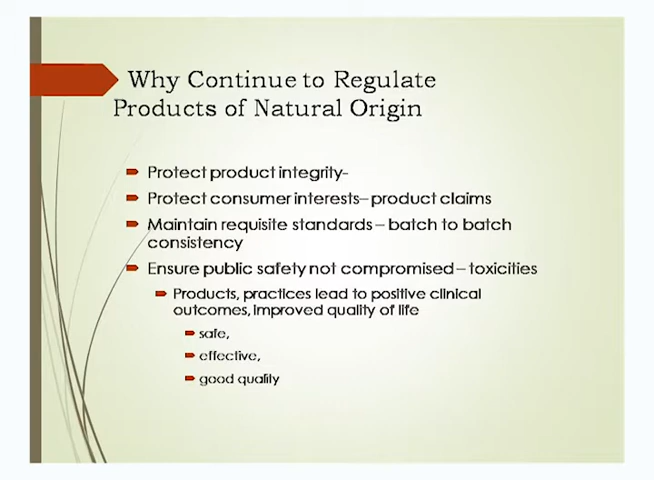 Why Continue to Regulate
Products of Natural Origin
Protect product integrity-
Protect consumer interests– product claims
Maintain requisite standards – batch to batch
consistency
Ensure public safety not compromised – toxicities
Products, practices lead to positive clinical
outcomes, improved quality of life
safe,
effective,
good quality